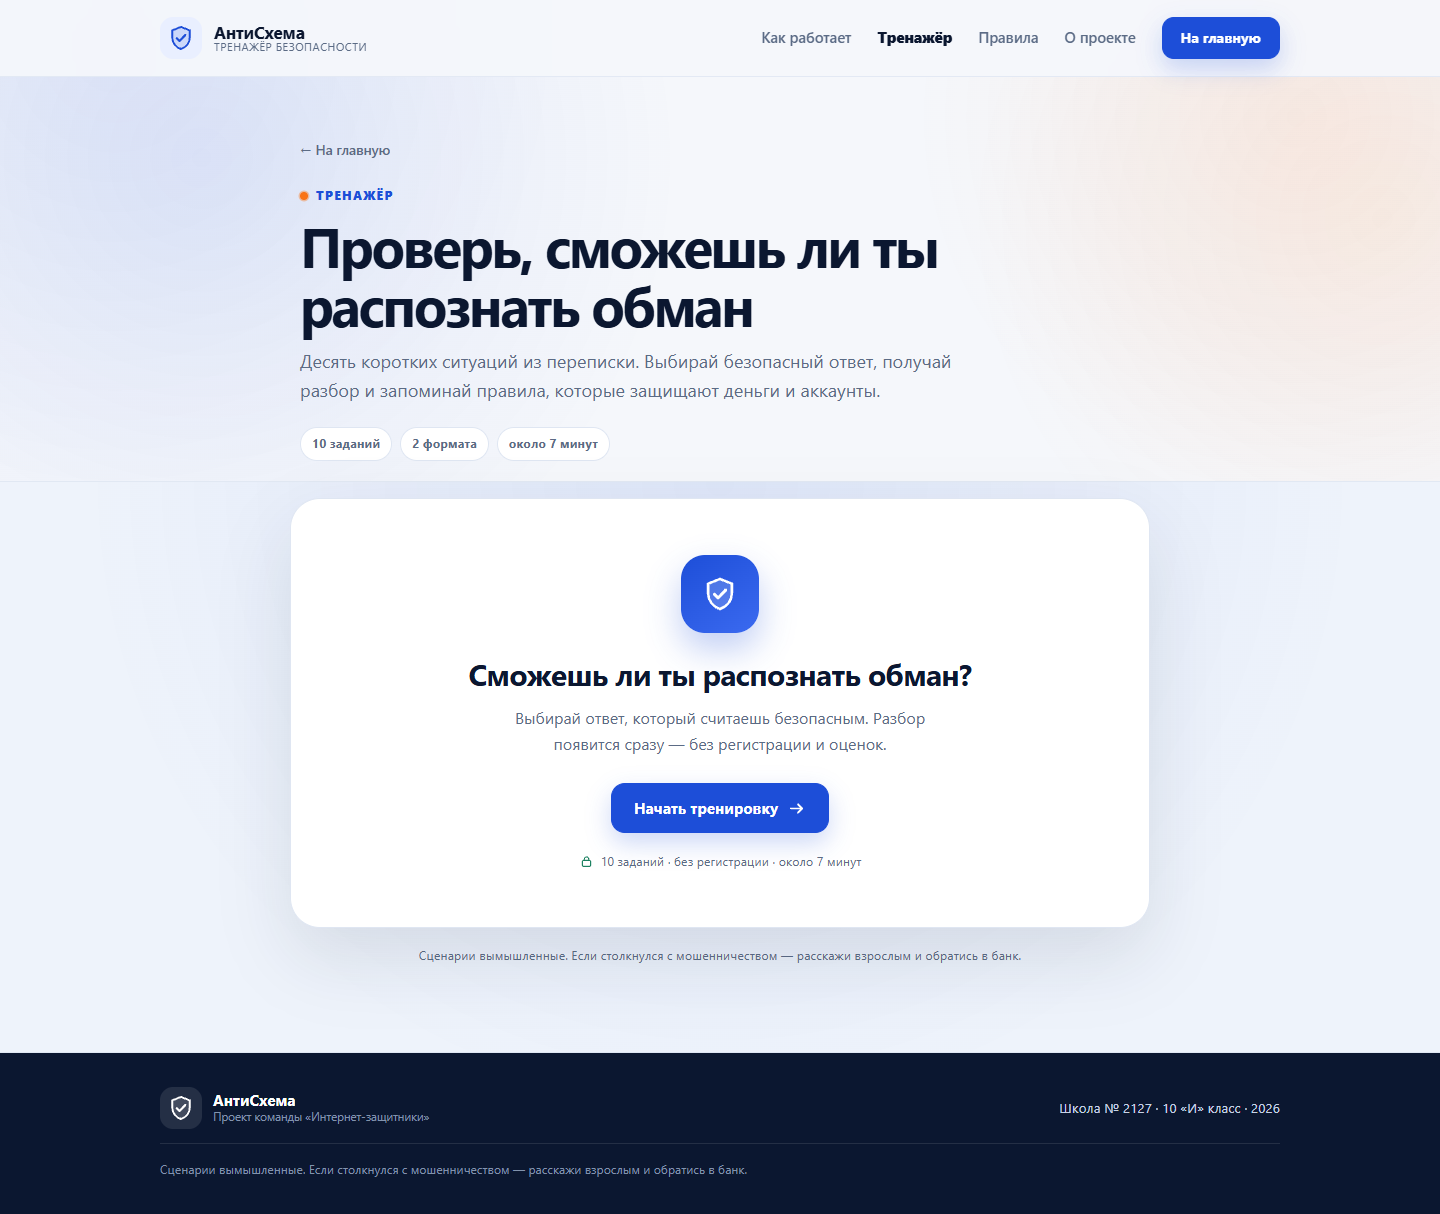 АнтиСхема
ТРЕНАЖЁР БЕЗОПАСНОСТИ
Как работает
Тренажёр
Правила
О проекте
На главную
← На главную
ТРЕНАЖЁР
Проверь, сможешь ли ты
распознать обман
Десять коротких ситуаций из переписки. Выбирай безопасный ответ, получай
разбор и запоминай правила, которые защищают деньги и аккаунты.
10 заданий
2 формата
около 7 минут
Сможешь ли ты распознать обман?
Выбирай ответ, который считаешь безопасным. Разбор
появится сразу — без регистрации и оценок.
Начать тренировку →
10 заданий · без регистрации · около 7 минут
Сценарии вымышленные. Если столкнулся с мошенничеством — расскажи взрослым и обратись в банк.
АнтиСхема
Проект команды «Интернет-защитники»
Школа № 2127 · 10 «И» класс · 2026
Сценарии вымышленные. Если столкнулся с мошенничеством — расскажи взрослым и обратись в банк.